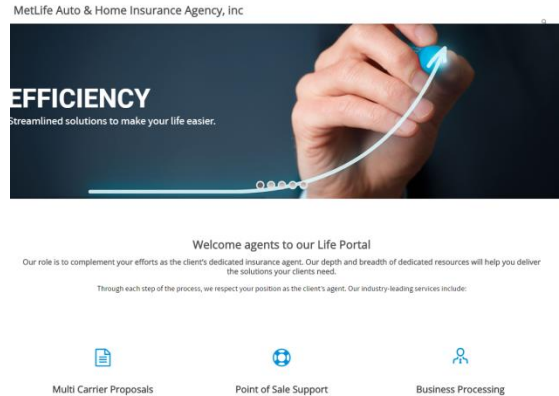 MetLife Auto & Home Insurance Agency, inc
EFFICIENCY
Streamlined solutions to make your life easier.
Welcome agents to our Life Portal
Our role is to complement your efforts as the client's dedicated insurance agent. Our depth and breadth of dedicated resources will help you deliver
the solutions your clients need.
Through each step of the process, we respect your position as the client's agent. Our industry-leading services include:
Multi Carrier Proposals
Point of Sale Support
Business Processing